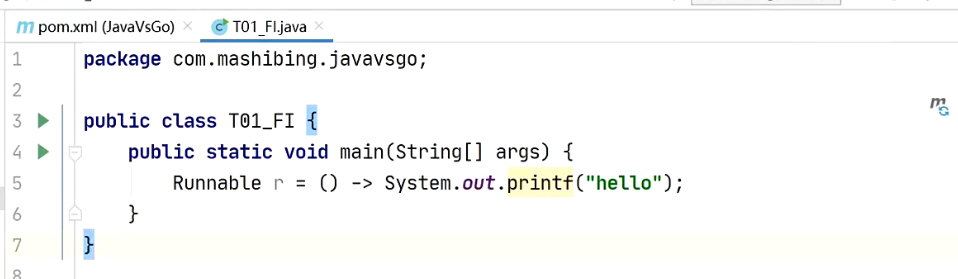 pom.xml (JavaVsGo) × T01_FI.java ×
1 package com.mashibing.javavsgo;
2
3 public class T01_FI {
4 public static void main(String[] args) {
5 Runnable r = () -> System.out.printf("hello");
6 }
7 }
8